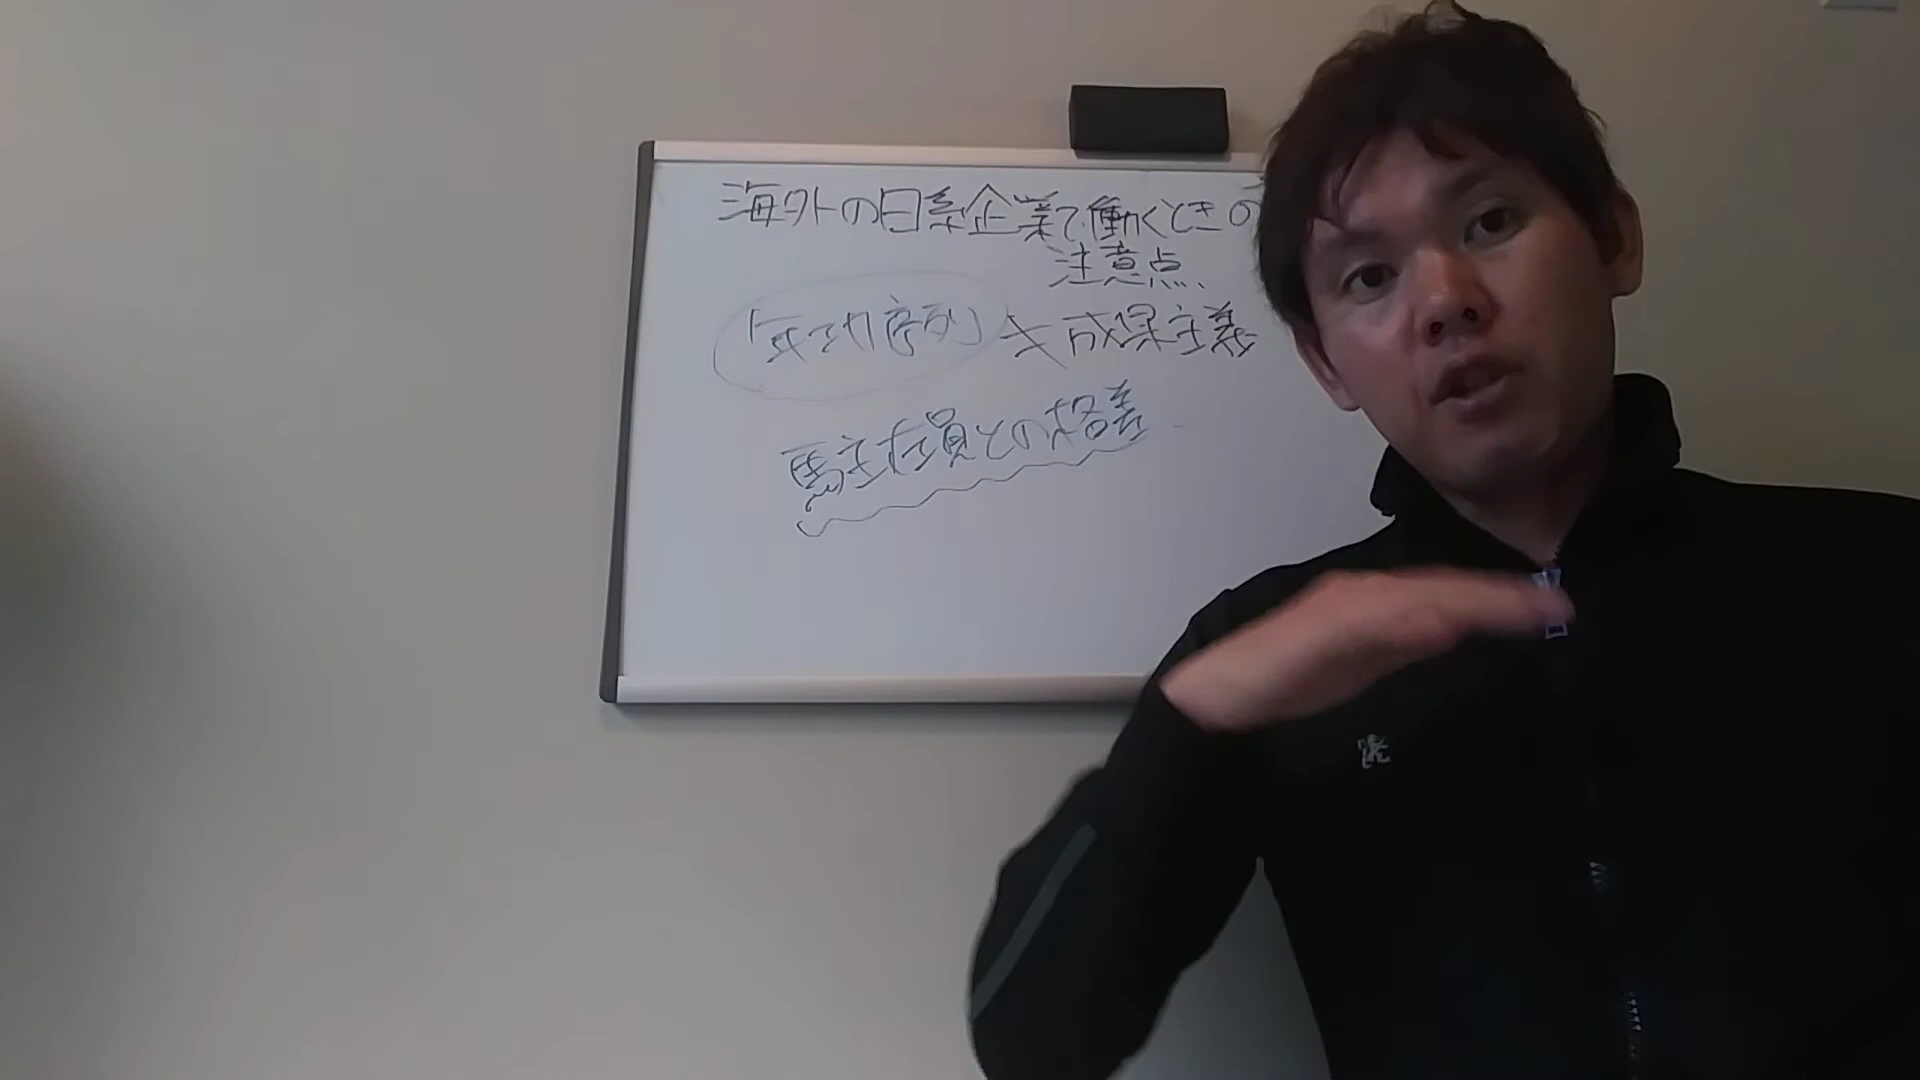 海外の日系企業で働くときの
注意点、
「年功序列」≠成果主義
駐在員との格差